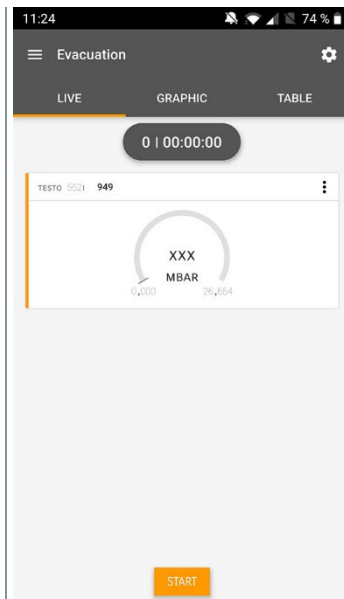 11:24 74 %
Evacuation
LIVE GRAPHIC TABLE
0 | 00:00:00
TESTO 552i 949
XXX
MBAR
0,000 26,664
START